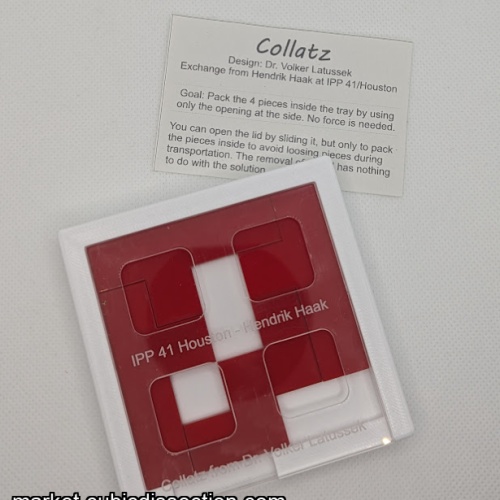 Collatz
Design: Dr. Volker Latussek
Exchange from Hendrik Haak at IPP 41/Houston
Goal: Pack the 4 pieces inside the tray by using
only the opening at the side. No force is needed.
You can open the lid by sliding it, but only to pack
the pieces inside to avoid loosing pieces during
transportation. The removal of has nothing
to do with the solution.
IPP 41 Houston - Hendrik Haak
Collatz from Dr. Volker Latussek
market.cubicdissection.com